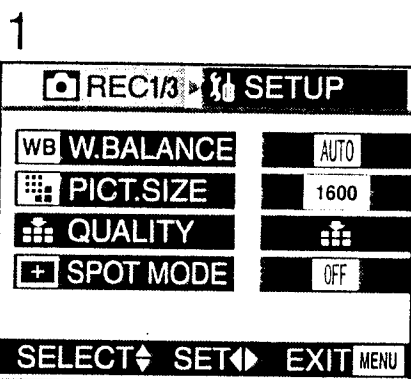 1
REC1/3 SETUP
WB W.BALANCE AUTO
PICT.SIZE 1600
QUALITY
SPOT MODE OFF
SELECT SET EXIT MENU